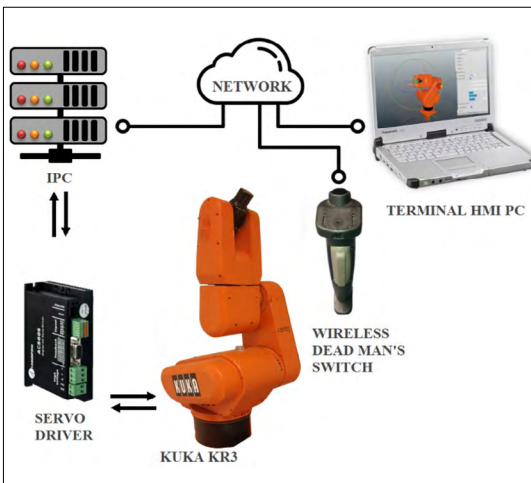 NETWORK
IPC
TERMINAL HMI PC
WIRELESS
DEAD MAN'S
SWITCH
KUKA
SERVO
DRIVER
KUKA KR3